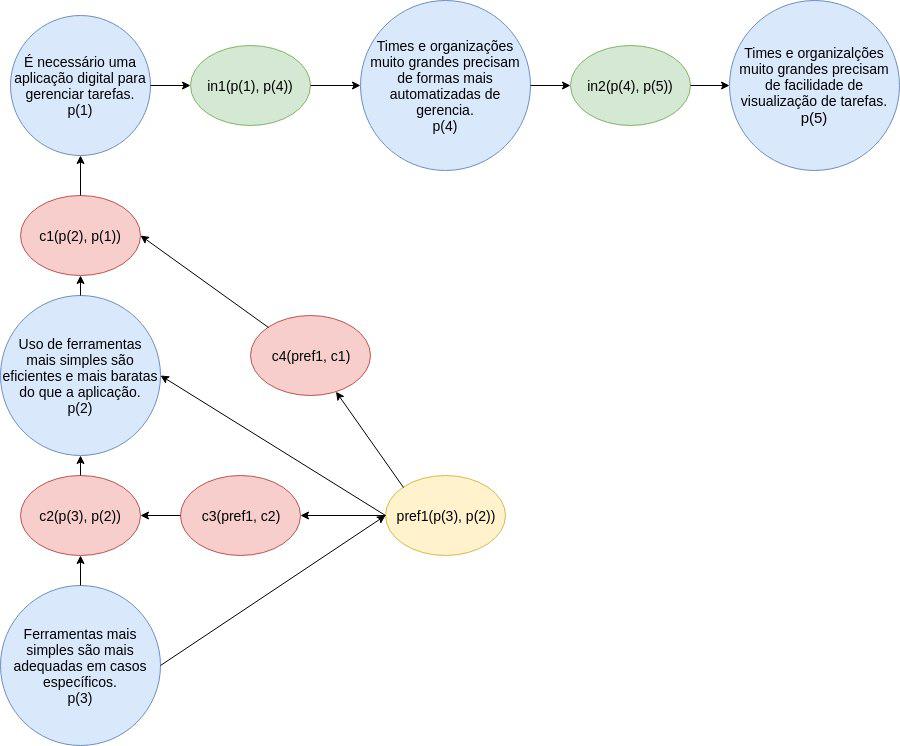 É necessário uma
aplicação digital para
gerenciar tarefas.
p(1)
in1(p(1), p(4))
Times e organizações
muito grandes precisam
de formas mais
automatizadas de
gerencia.
p(4)
in2(p(4), p(5))
Times e organizalções
muito grandes precisam
de facilidade de
visualização de tarefas.
p(5)
c1(p(2), p(1))
c4(pref1, c1)
Uso de ferramentas
mais simples são
eficientes e mais baratas
do que a aplicação.
p(2)
c2(p(3), p(2))
c3(pref1, c2)
pref1(p(3), p(2))
Ferramentas mais
simples são mais
adequadas em casos
específicos.
p(3)